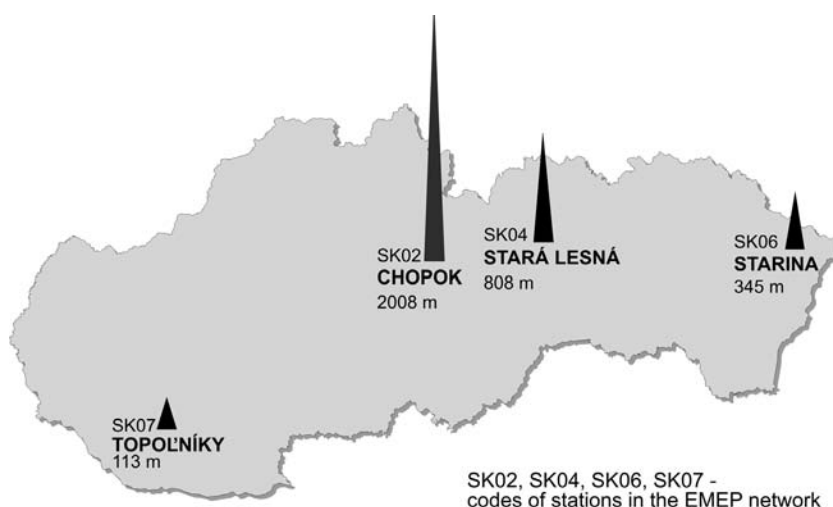 SK02
CHOPOK
2008 m
SK04
STARÁ LESNÁ
808 m
SK06
STARINA
345 m
SK07
TOPOĽNÍKY
113 m
SK02, SK04, SK06, SK07 -
codes of stations in the EMEP network